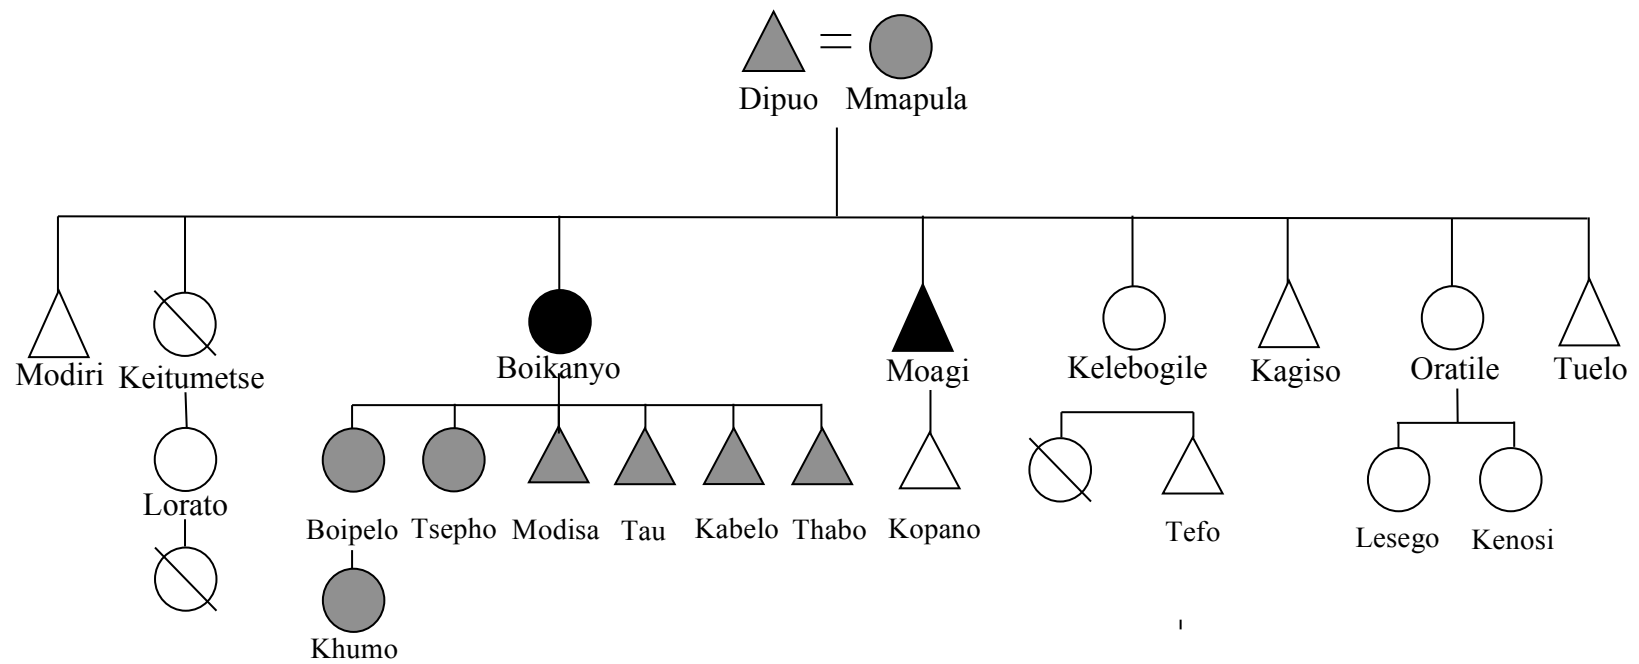 Dipuo Mmapula
Modiri Keitumetse Boikanyo Moagi Kelebogile Kagiso Oratile Tuelo
Lorato Boipelo Tsepho Modisa Tau Kabelo Thabo Kopano Tefo Lesego Kenosi
Khumo